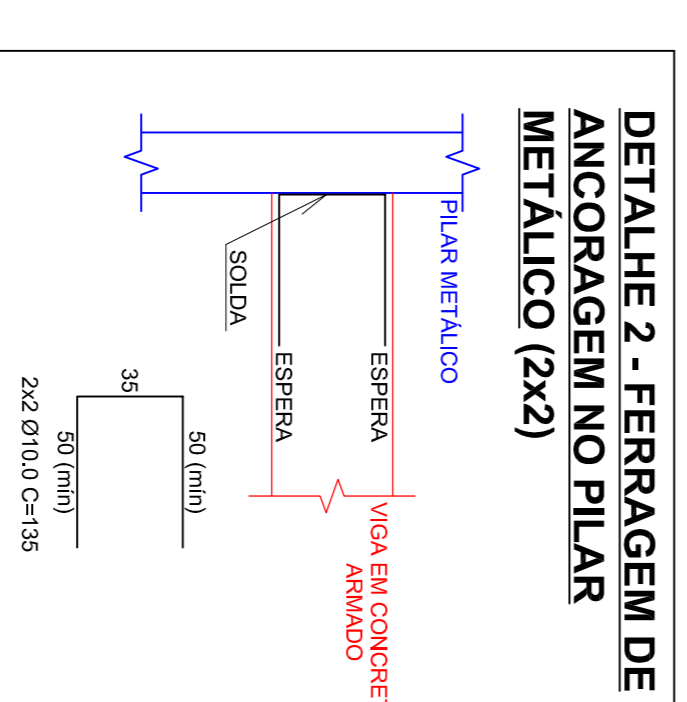 DETALHE 2 - FERRAGEM DE
ANCORAGEM NO PILAR
METÁLICO (2x2)
PILAR METÁLICO
ESPERA
VIGA EM CONCRET
ARMADO
ESPERA
SOLDA
50 (mín)
35
50 (mín)
2x2 Ø10.0 C=135